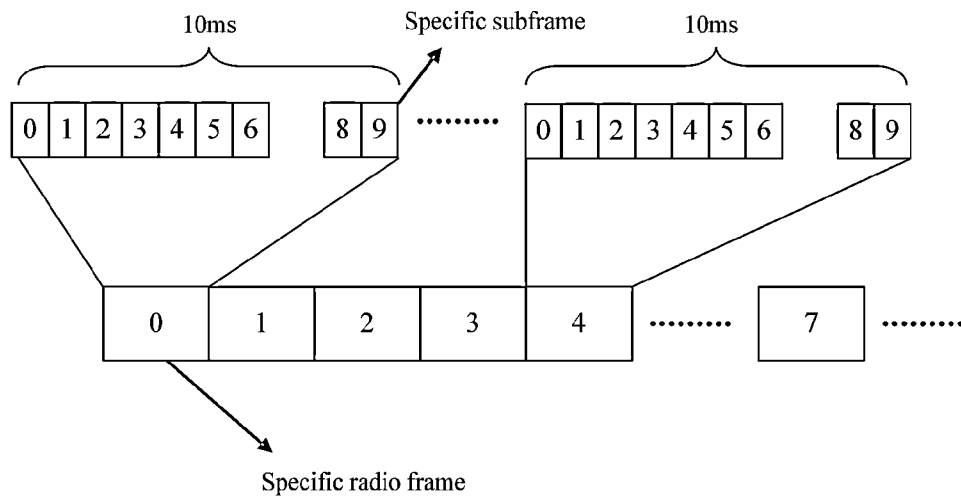 10ms Specific subframe 10ms
0 1 2 3 4 5 6 8 9 ......... 0 1 2 3 4 5 6 8 9
0 1 2 3 4 ......... 7 .........
Specific radio frame